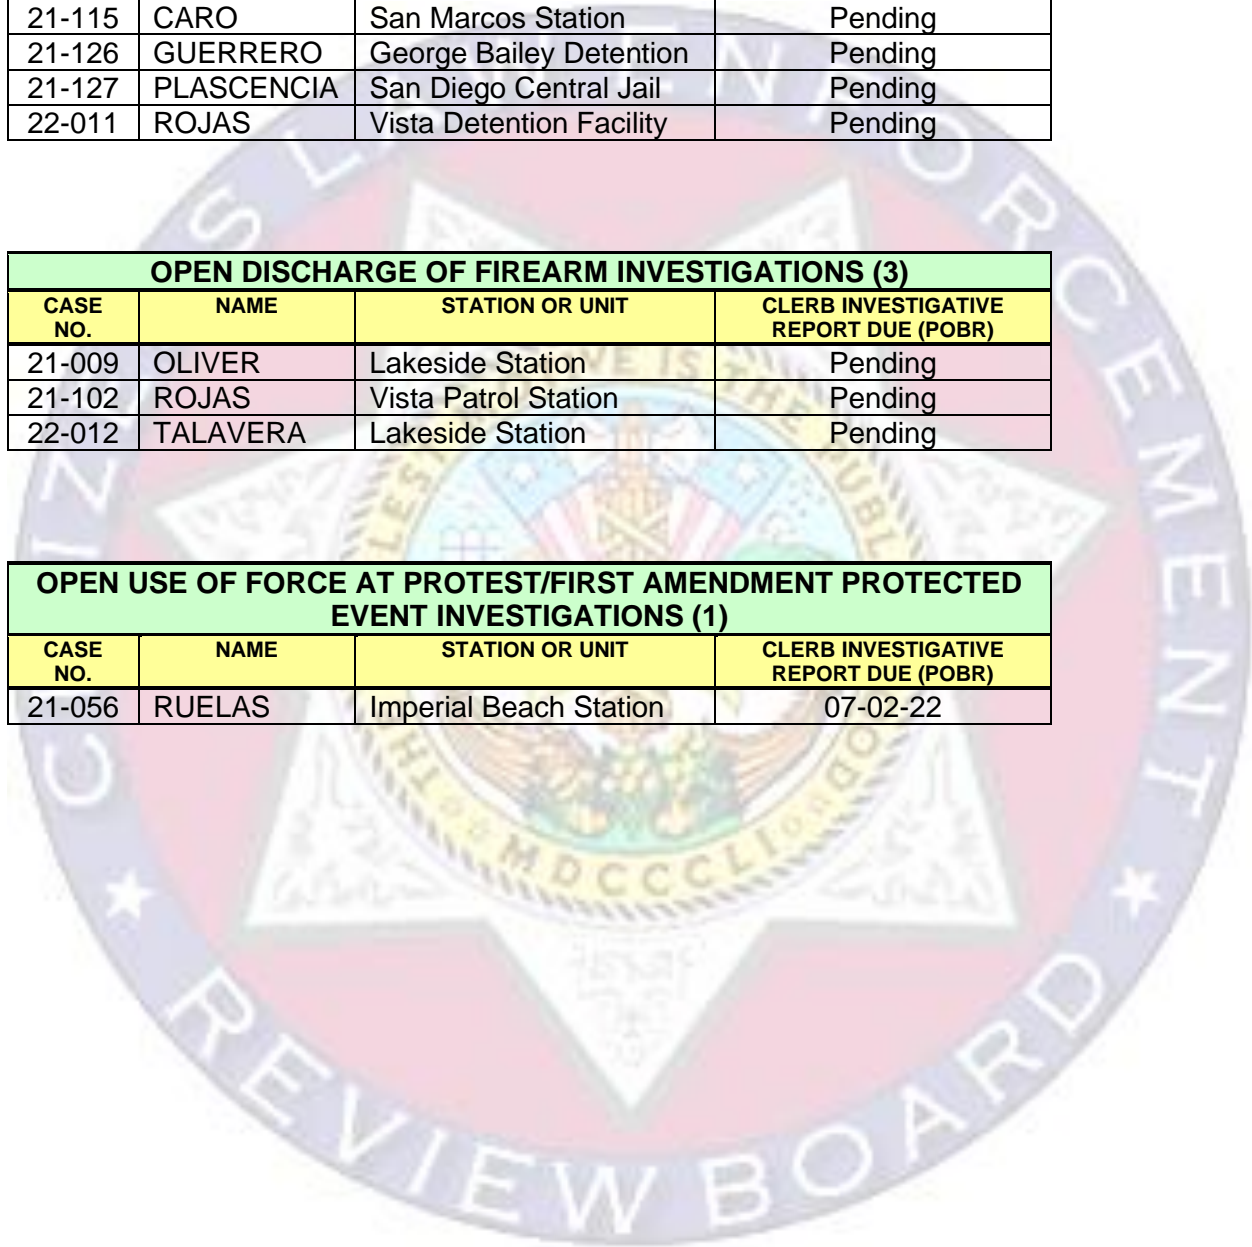 21-115 CARO San Marcos Station Pending
21-126 GUERRERO George Bailey Detention Pending
21-127 PLASCENCIA San Diego Central Jail Pending
22-011 ROJAS Vista Detention Facility Pending
OPEN DISCHARGE OF FIREARM INVESTIGATIONS (3)
CASE NO. NAME STATION OR UNIT CLERB INVESTIGATIVE REPORT DUE (POBR)
21-009 OLIVER Lakeside Station Pending
21-102 ROJAS Vista Patrol Station Pending
22-012 TALAVERA Lakeside Station Pending
OPEN USE OF FORCE AT PROTEST/FIRST AMENDMENT PROTECTED
EVENT INVESTIGATIONS (1)
CASE NO. NAME STATION OR UNIT CLERB INVESTIGATIVE REPORT DUE (POBR)
21-056 RUELAS Imperial Beach Station 07-02-22
LAW ENFORCEMENT
REVIEW BOARD
MDCCCLI